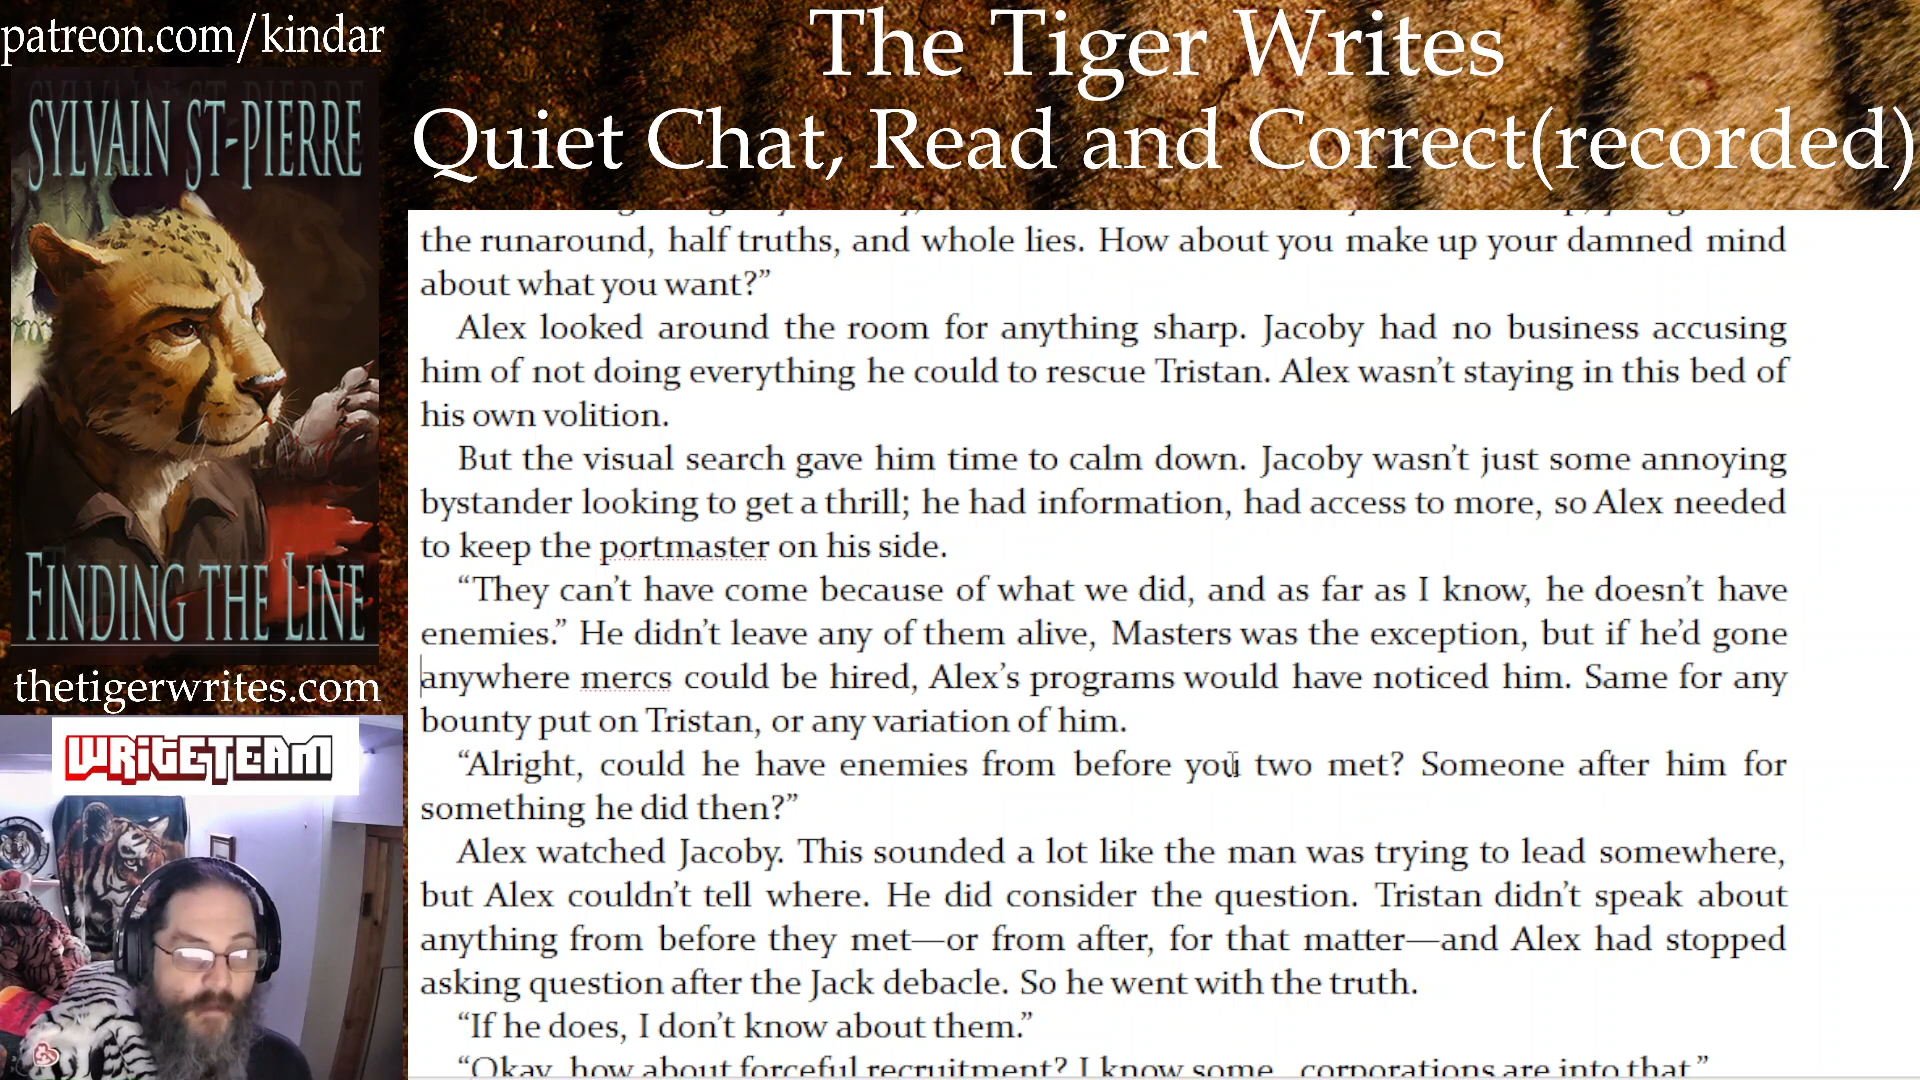 patreon.com/kindar
The Tiger Writes
Quiet Chat, Read and Correct(recorded)
SYLVAIN ST-PIERRE
FINDING THE LINE
thetigerwrites.com
WRITETEAM
the runaround, half truths, and whole lies. How about you make up your damned mind
about what you want?”
Alex looked around the room for anything sharp. Jacoby had no business accusing
him of not doing everything he could to rescue Tristan. Alex wasn’t staying in this bed of
his own volition.
But the visual search gave him time to calm down. Jacoby wasn’t just some annoying
bystander looking to get a thrill; he had information, had access to more, so Alex needed
to keep the portmaster on his side.
“They can’t have come because of what we did, and as far as I know, he doesn’t have
enemies.” He didn’t leave any of them alive, Masters was the exception, but if he’d gone
anywhere mercs could be hired, Alex’s programs would have noticed him. Same for any
bounty put on Tristan, or any variation of him.
“Alright, could he have enemies from before you two met? Someone after him for
something he did then?”
Alex watched Jacoby. This sounded a lot like the man was trying to lead somewhere,
but Alex couldn’t tell where. He did consider the question. Tristan didn’t speak about
anything from before they met—or from after, for that matter—and Alex had stopped
asking question after the Jack debacle. So he went with the truth.
“If he does, I don’t know about them.”
“Okay, how about forceful recruitment? I know some corporations are into that.”